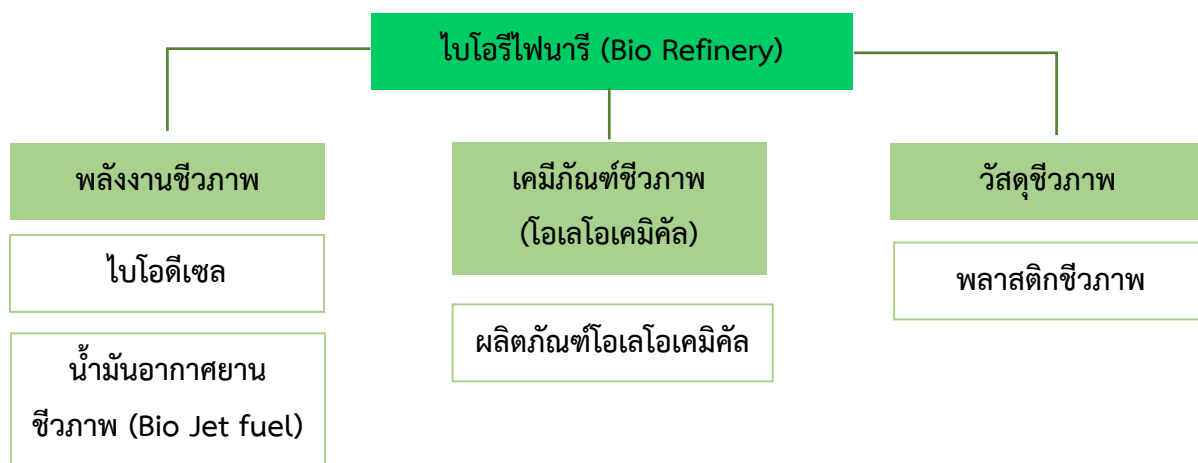 ไบโอรีไฟนารี (Bio Refinery)
พลังงานชีวภาพ
ไบโอดีเซล
น้ำมันอากาศยาน
ชีวภาพ (Bio Jet fuel)
เคมีภัณฑ์ชีวภาพ
(โอเลโอเคมิคัล)
ผลิตภัณฑ์โอเลโอเคมิคัล
วัสดุชีวภาพ
พลาสติกชีวภาพ